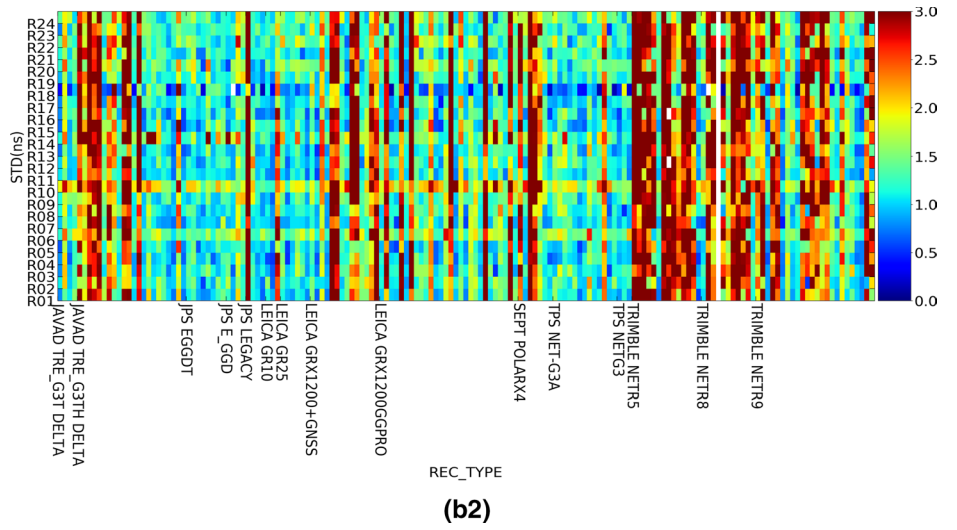 R24
R23
R22
R21
R20
R19
R18
R17
R16
R15
R14
R13
R12
R11
R10
R09
R08
R07
R06
R05
R04
R03
R02
R01
STD(ns)
3.0
2.5
2.0
1.5
1.0
0.5
0.0
JAVAD TRE_G3T DELTA
JAVAD TRE_G3TH DELTA
JPS EGGDT
JPS E_GGD
JPS LEGACY
LEICA GR10
LEICA GR25
LEICA GRX1200+GNSS
LEICA GRX1200GGPRO
SEPT POLARX4
TPS NET-G3A
TPS NETG3
TRIMBLE NETR5
TRIMBLE NETR8
TRIMBLE NETR9
REC_TYPE
(b2)